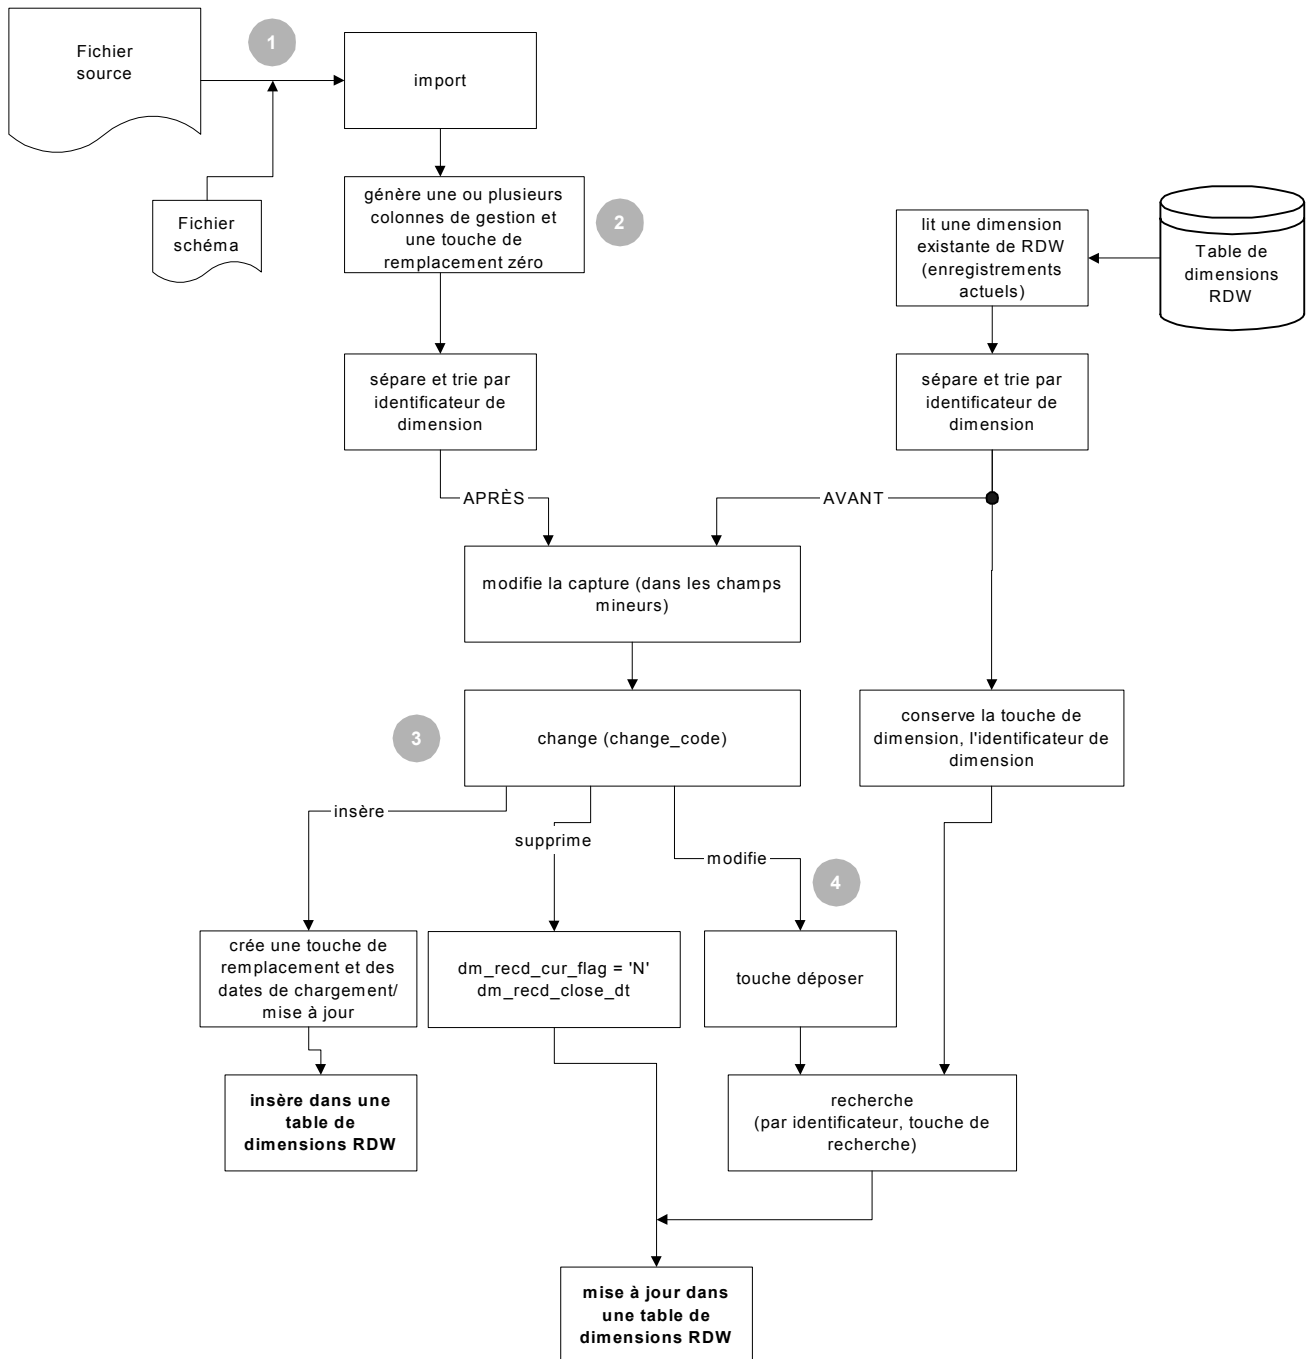 Fichier
source
1
import
Fichier
schéma
génère une ou plusieurs
colonnes de gestion et
une touche de
remplacement zéro
2
lit une dimension
existante de RDW
(enregistrements
actuels)
Table de
dimensions
RDW
sépare et trie par
identificateur de
dimension
sépare et trie par
identificateur de
dimension
APRÈS
AVANT
modifie la capture (dans les champs
mineurs)
3
change (change_code)
conserve la touche de
dimension, l'identificateur de
dimension
insère
supprime
modifie
4
crée une touche de
remplacement et des
dates de chargement/
mise à jour
dm_recd_cur_flag = 'N'
dm_recd_close_dt
touche déposer
insère dans une
table de
dimensions RDW
recherche
(par identificateur, touche de
recherche)
mise à jour dans
une table de
dimensions RDW